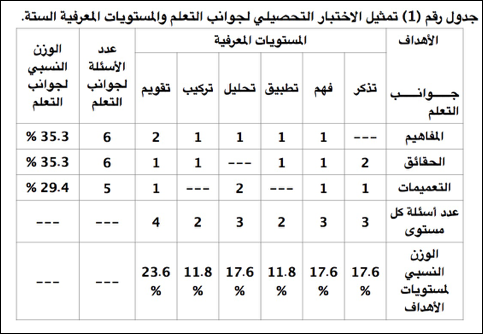 جدول رقم (1) تمثيل الاختبار التحصيلي لجوانب التعلم والمستويات المعرفية الستة.
الأهداف | المستويات المعرفية | عدد الأسئلة لجوانب التعلم | الوزن النسبي لجوانب التعلم
جـــوانـــب التعلم | تذكر | فهم | تطبيق | تحليل | تركيب | تقويم
المفاهيم | --- | 1 | 1 | 1 | 1 | 2 | 6 | 35.3 %
الحقائق | 2 | 1 | 1 | --- | 1 | 1 | 6 | 35.3 %
التعميمات | 1 | 1 | --- | 2 | --- | 1 | 5 | 29.4 %
عدد أسئلة كل مستوى | 3 | 3 | 2 | 3 | 2 | 4 | --- | ---
الوزن النسبي لمستويات الأهداف | 17.6 % | 17.6 % | 11.8 % | 17.6 % | 11.8 % | 23.6 % | --- | ---